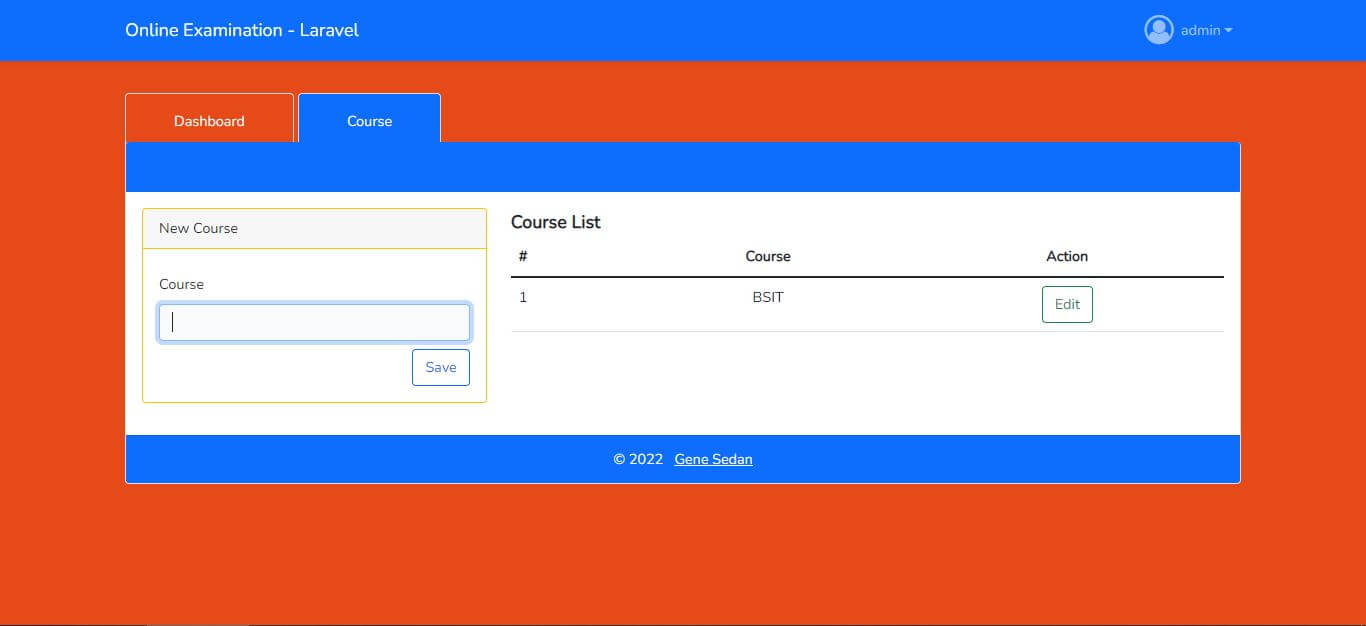 Online Examination - Laravel
admin
Dashboard
Course
New Course
Course
Save
Course List
# Course Action
1 BSIT Edit
© 2022 Gene Sedan